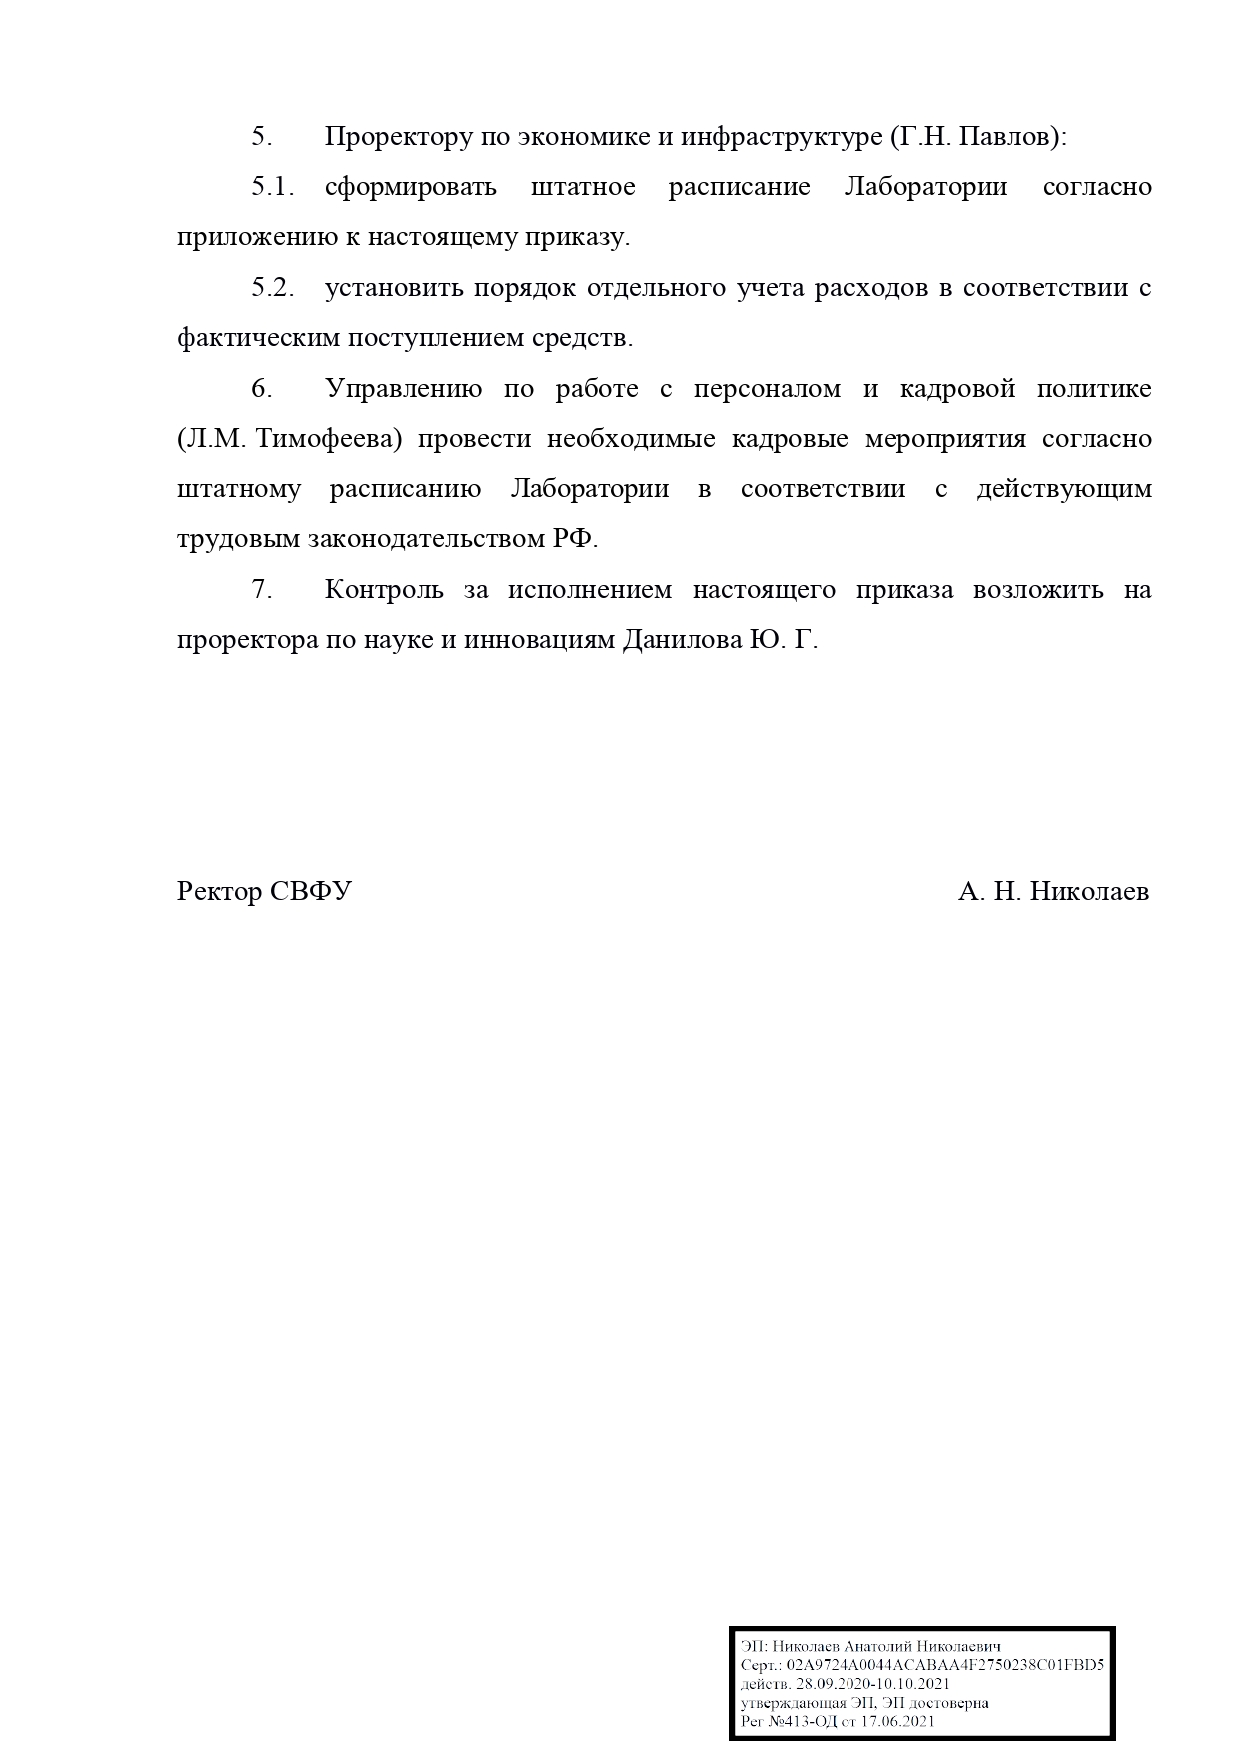 5. Проректору по экономике и инфраструктуре (Г.Н. Павлов):
5.1. сформировать штатное расписание Лаборатории согласно
приложению к настоящему приказу.
5.2. установить порядок отдельного учета расходов в соответствии с
фактическим поступлением средств.
6. Управлению по работе с персоналом и кадровой политике
(Л.М. Тимофеева) провести необходимые кадровые мероприятия согласно
штатному расписанию Лаборатории в соответствии с действующим
трудовым законодательством РФ.
7. Контроль за исполнением настоящего приказа возложить на
проректора по науке и инновациям Данилова Ю. Г.
Ректор СВФУ А. Н. Николаев
ЭП: Николаев Анатолий Николаевич
Серт.: 02A9724A0044ACABAA4F2750238C01FBD5
действ. 28.09.2020-10.10.2021
утверждающая ЭП, ЭП достоверна
Рег №413-ОД от 17.06.2021